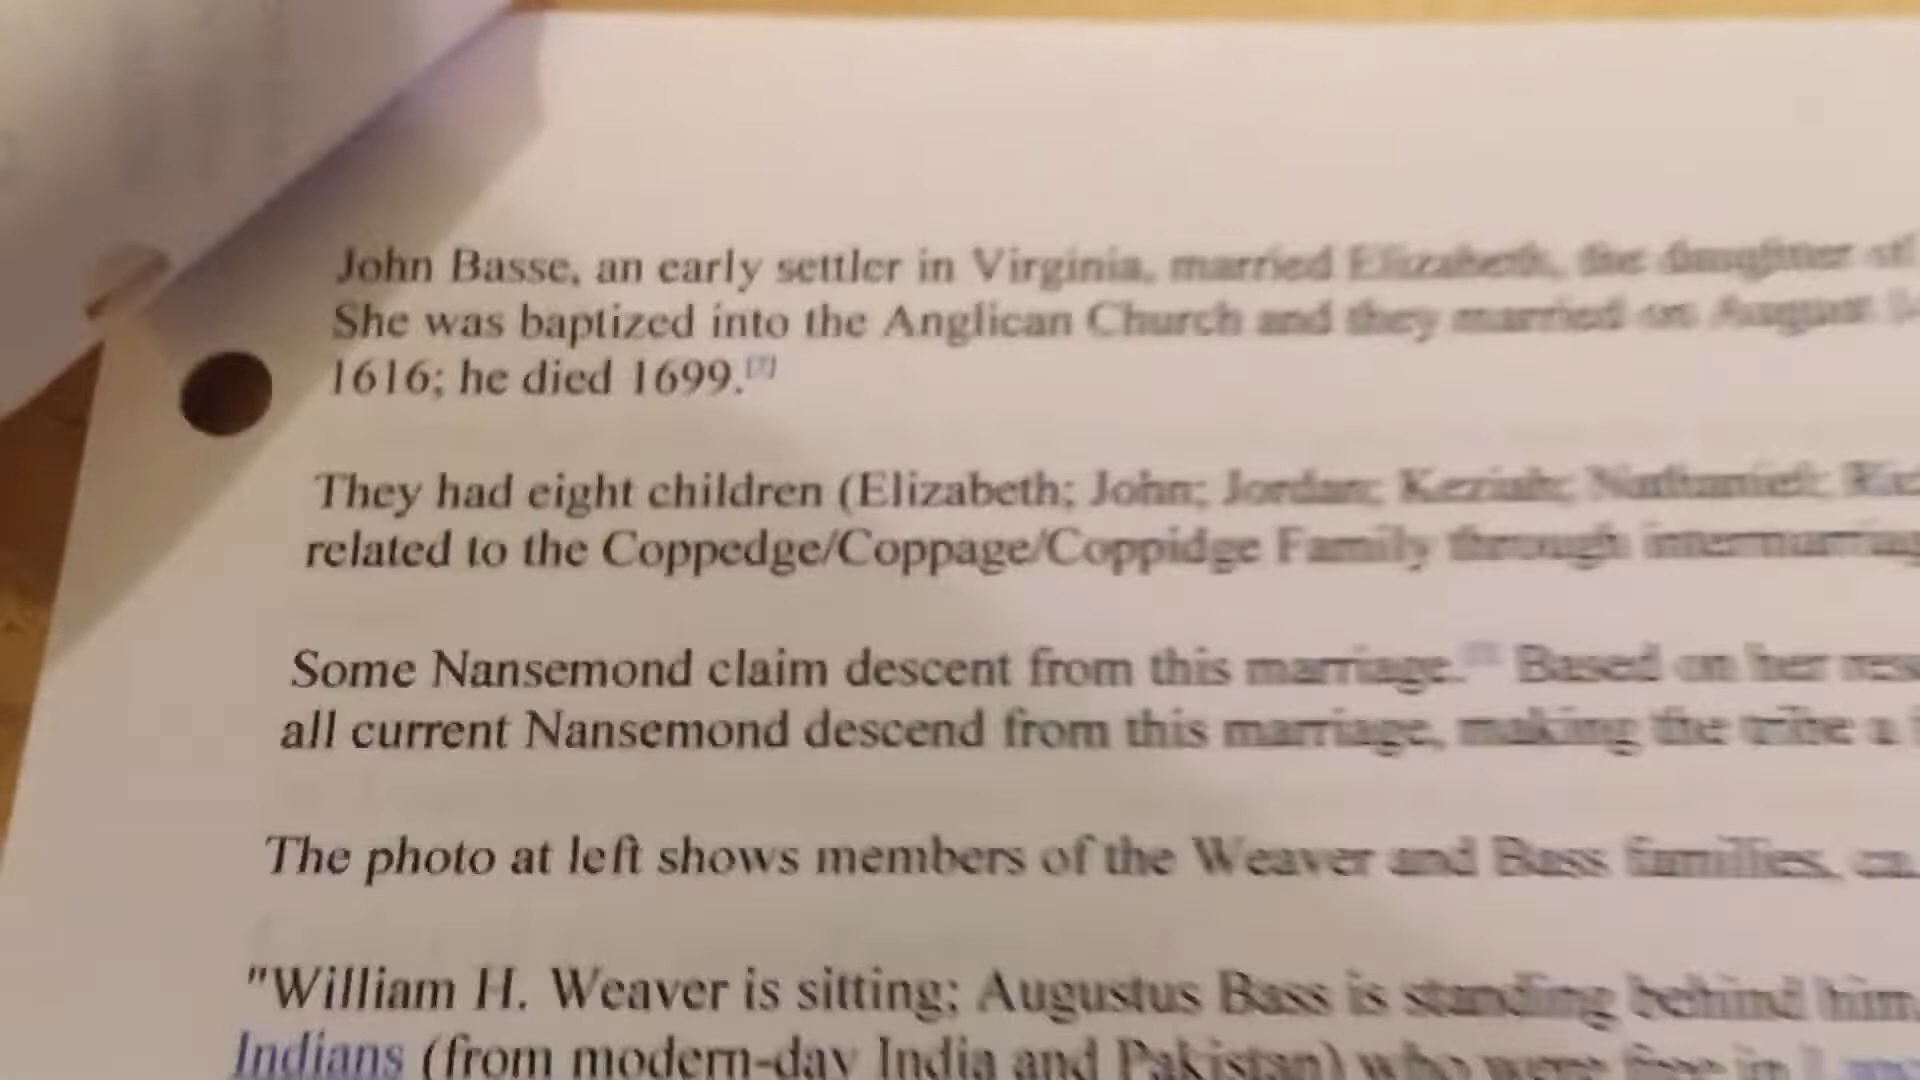 John Basse, an early settler in Virginia, married Elizabeth, the daughter of
She was baptized into the Anglican Church and they married on August
1616; he died 1699.[7]
They had eight children (Elizabeth; John; Jordan; Keziah; Nathaniel;
related to the Coppedge/Coppage/Coppidge Family through
Some Nansemond claim descent from this marriage. Based on her
all current Nansemond descend from this marriage, making the tribe a
The photo at left shows members of the Weaver and Bass families, ca.
"William H. Weaver is sitting; Augustus Bass is standing behind him.
Indians (from modern-day India and Pakistan) who were free in